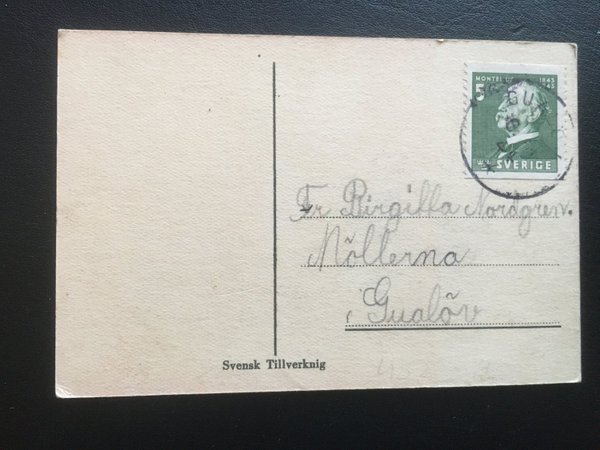 MONTELIUS 1843
5 1943
SVERIGE
Fr Birgitta Nordgren.
Möllerna
Gualöv
Svensk Tillverknig